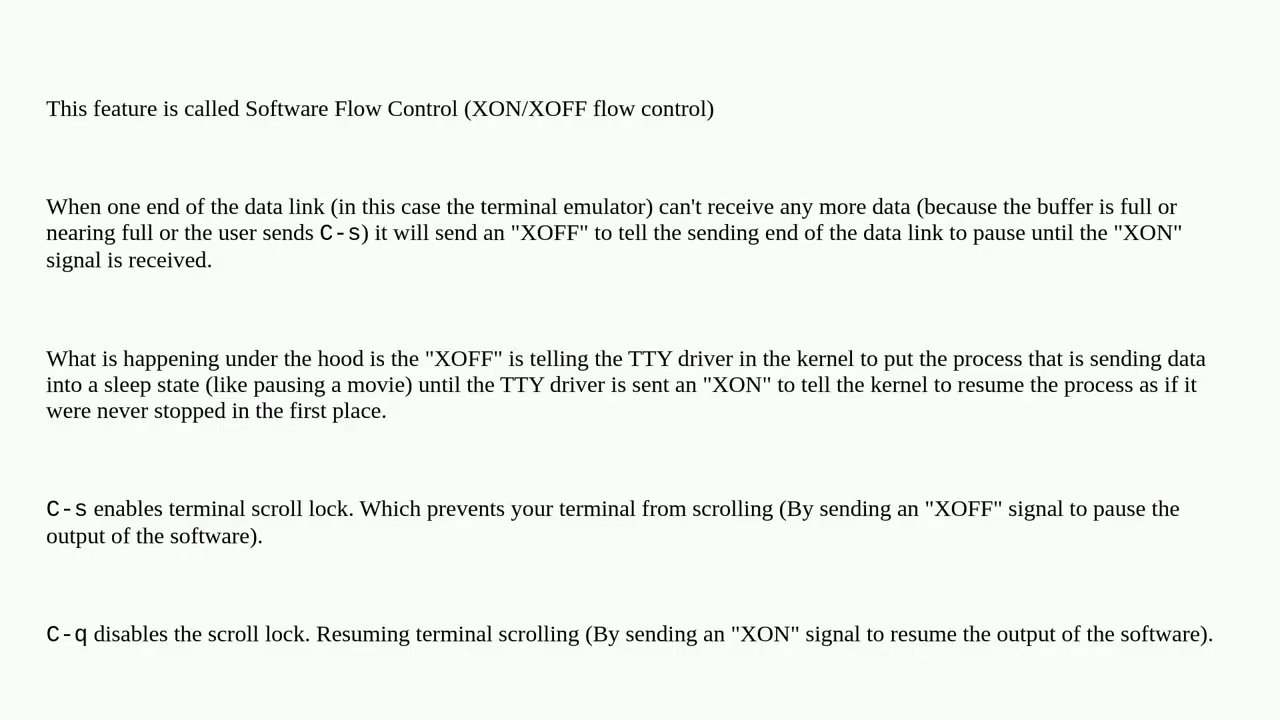 This feature is called Software Flow Control (XON/XOFF flow control)
When one end of the data link (in this case the terminal emulator) can't receive any more data (because the buffer is full or
nearing full or the user sends C-s) it will send an "XOFF" to tell the sending end of the data link to pause until the "XON"
signal is received.
What is happening under the hood is the "XOFF" is telling the TTY driver in the kernel to put the process that is sending data
into a sleep state (like pausing a movie) until the TTY driver is sent an "XON" to tell the kernel to resume the process as if it
were never stopped in the first place.
C-s enables terminal scroll lock. Which prevents your terminal from scrolling (By sending an "XOFF" signal to pause the
output of the software).
C-q disables the scroll lock. Resuming terminal scrolling (By sending an "XON" signal to resume the output of the software).